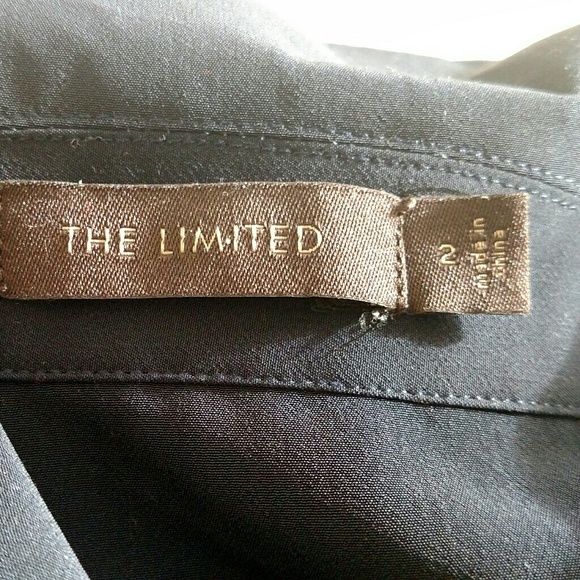 THE LIMITED
2
made in
china